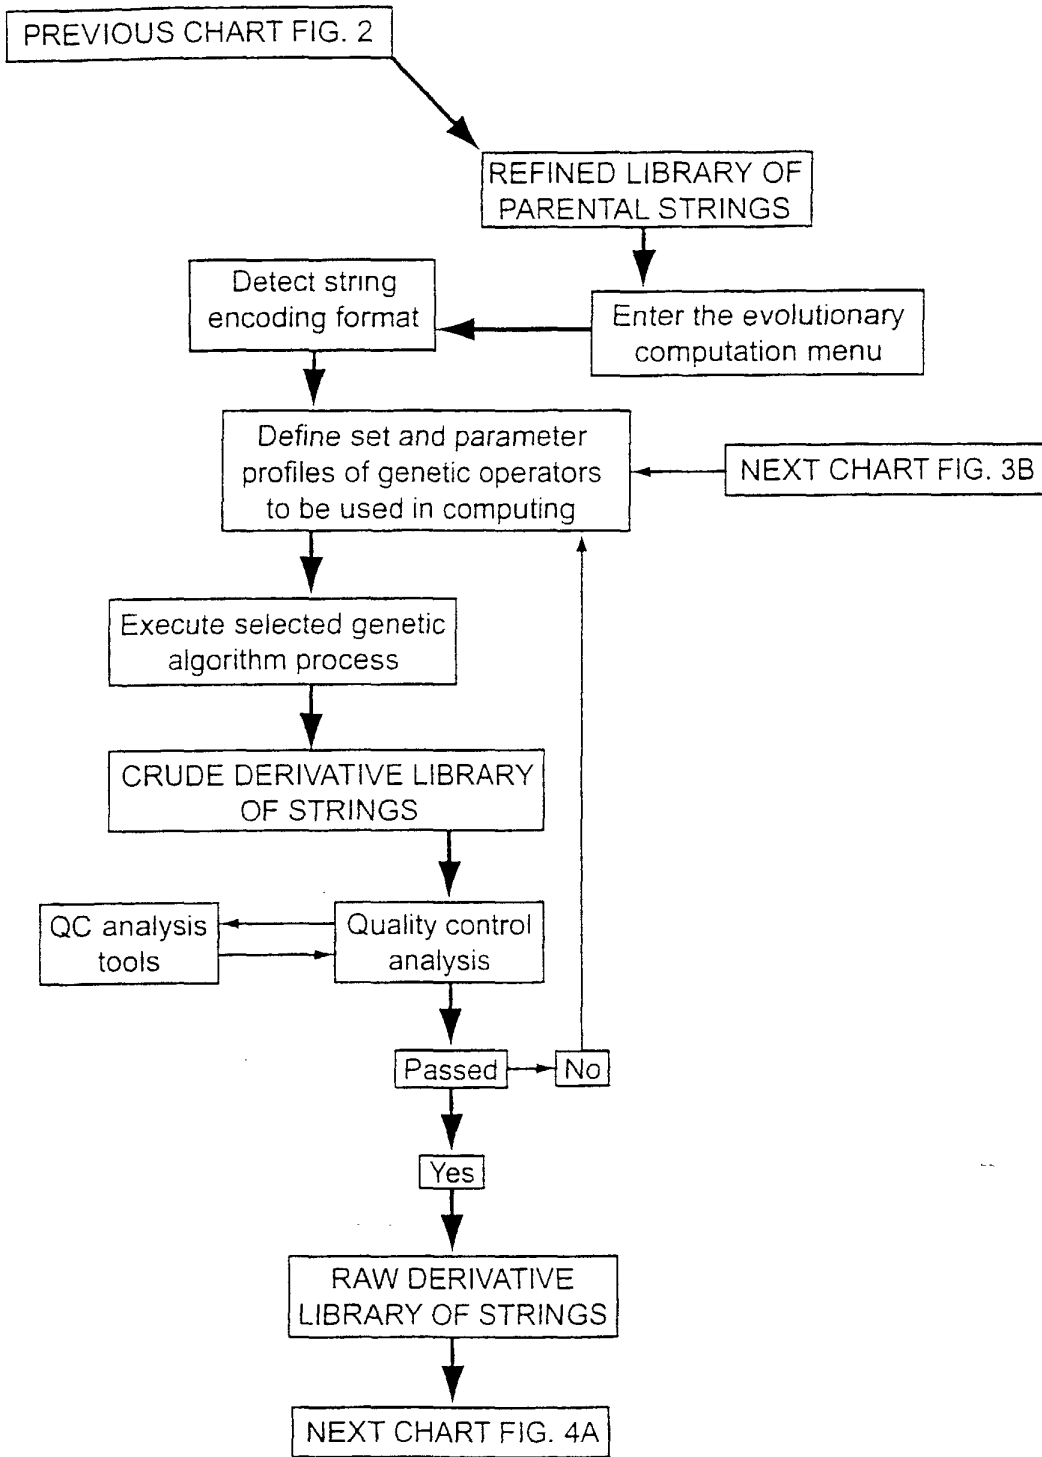 PREVIOUS CHART FIG. 2
REFINED LIBRARY OF
PARENTAL STRINGS
Detect string
encoding format
Enter the evolutionary
computation menu
Define set and parameter
profiles of genetic operators
to be used in computing
NEXT CHART FIG. 3B
Execute selected genetic
algorithm process
CRUDE DERIVATIVE LIBRARY
OF STRINGS
QC analysis
tools
Quality control
analysis
Passed
No
Yes
RAW DERIVATIVE
LIBRARY OF STRINGS
NEXT CHART FIG. 4A